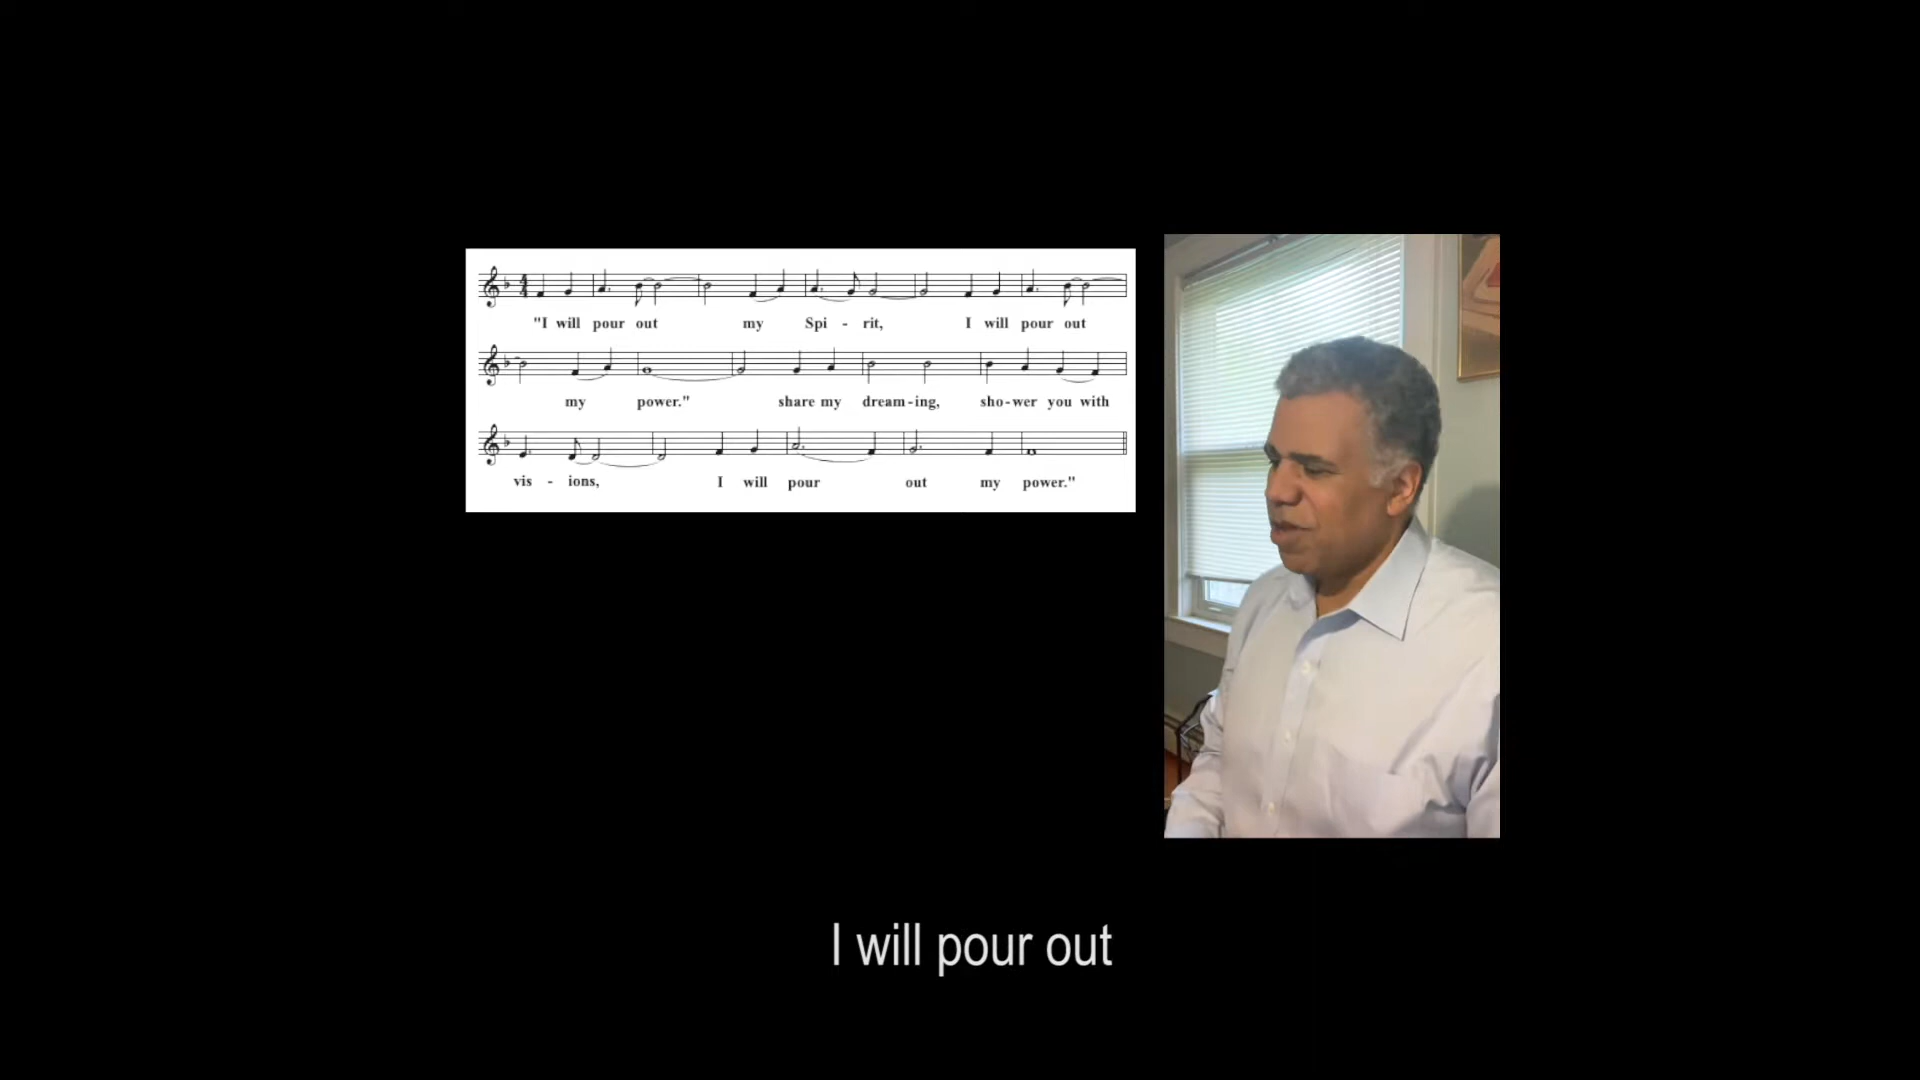 "I will pour out my Spi - rit, I will pour out
my power." share my dream - ing, sho - wer you with
vis - ions, I will pour out my power."
I will pour out